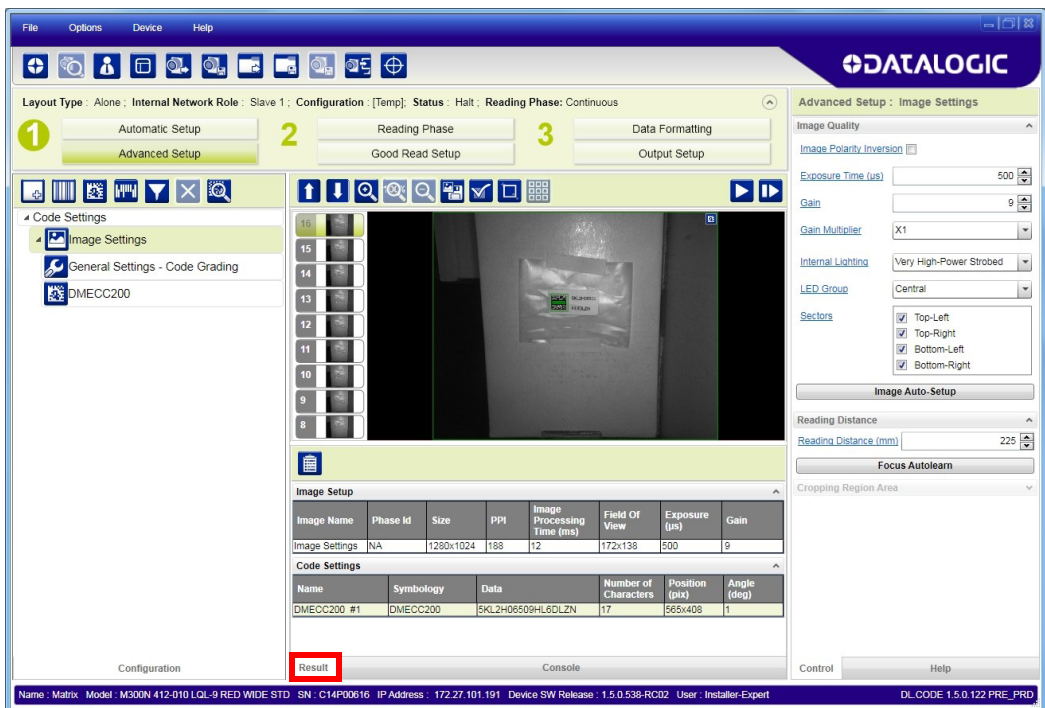 File Options Device Help
DATALOGIC
Layout Type : Alone ; Internal Network Role : Slave 1 ; Configuration : [Temp]; Status : Halt ; Reading Phase: Continuous
1 Automatic Setup 2 Reading Phase 3 Data Formatting
Advanced Setup Good Read Setup Output Setup
Code Settings
Image Settings
General Settings - Code Grading
DMECC200
Configuration
16
15
14
13
12
11
10
9
8
Image Setup
Image Name Phase Id Size PPI Image Processing Time (ms) Field Of View Exposure (µs) Gain
Image Settings NA 1280x1024 188 12 172x138 500 9
Code Settings
Name Symbology Data Number of Characters Position (pix) Angle (deg)
DMECC200 #1 DMECC200 5KL2H06509HL6DLZN 17 565x408 1
Result Console
Advanced Setup : Image Settings
Image Quality
Image Polarity Inversion
Exposure Time (µs) 500
Gain 9
Gain Multiplier X1
Internal Lighting Very High-Power Strobed
LED Group Central
Sectors Top-Left
Top-Right
Bottom-Left
Bottom-Right
Image Auto-Setup
Reading Distance
Reading Distance (mm) 225
Focus Autolearn
Cropping Region Area
Control Help
Name : Matrix Model : M300N 412-010 LQL-9 RED WIDE STD SN : C14P00616 IP Address : 172.27.101.191 Device SW Release : 1.5.0.538-RC02 User : Installer-Expert DL.CODE 1.5.0.122 PRE_PRD